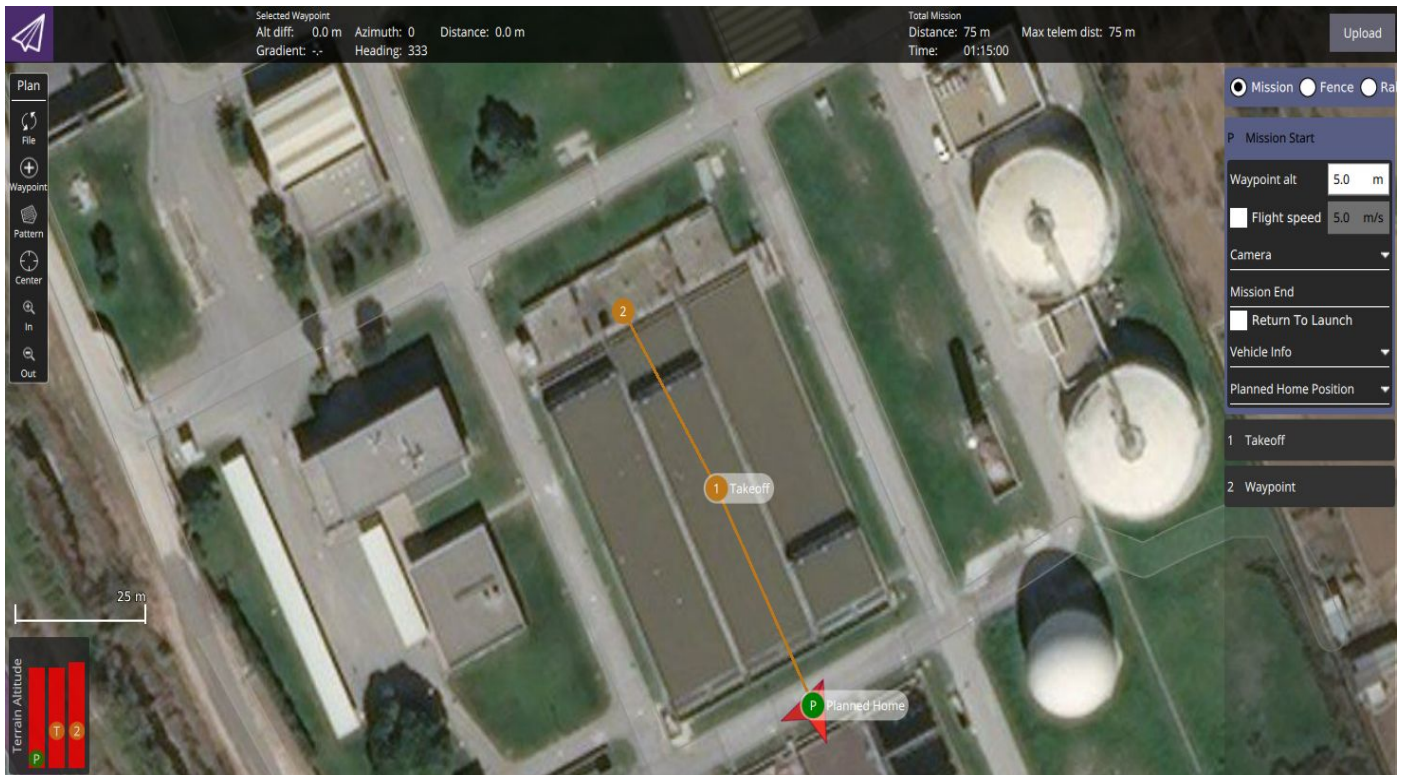 Selected Waypoint
Alt diff: 0.0 m Azimuth: 0 Distance: 0.0 m
Gradient: -.- Heading: 333
Total Mission
Distance: 75 m Max telem dist: 75 m
Time: 01:15:00
Upload
Plan
File
Waypoint
Pattern
Center
In
Out
Mission Fence Ral
P Mission Start
Waypoint alt 5.0 m
Flight speed 5.0 m/s
Camera
Mission End
Return To Launch
Vehicle Info
Planned Home Position
1 Takeoff
2 Waypoint
2
1 Takeoff
P Planned Home
25 m
Terrain Altitude
P T 2